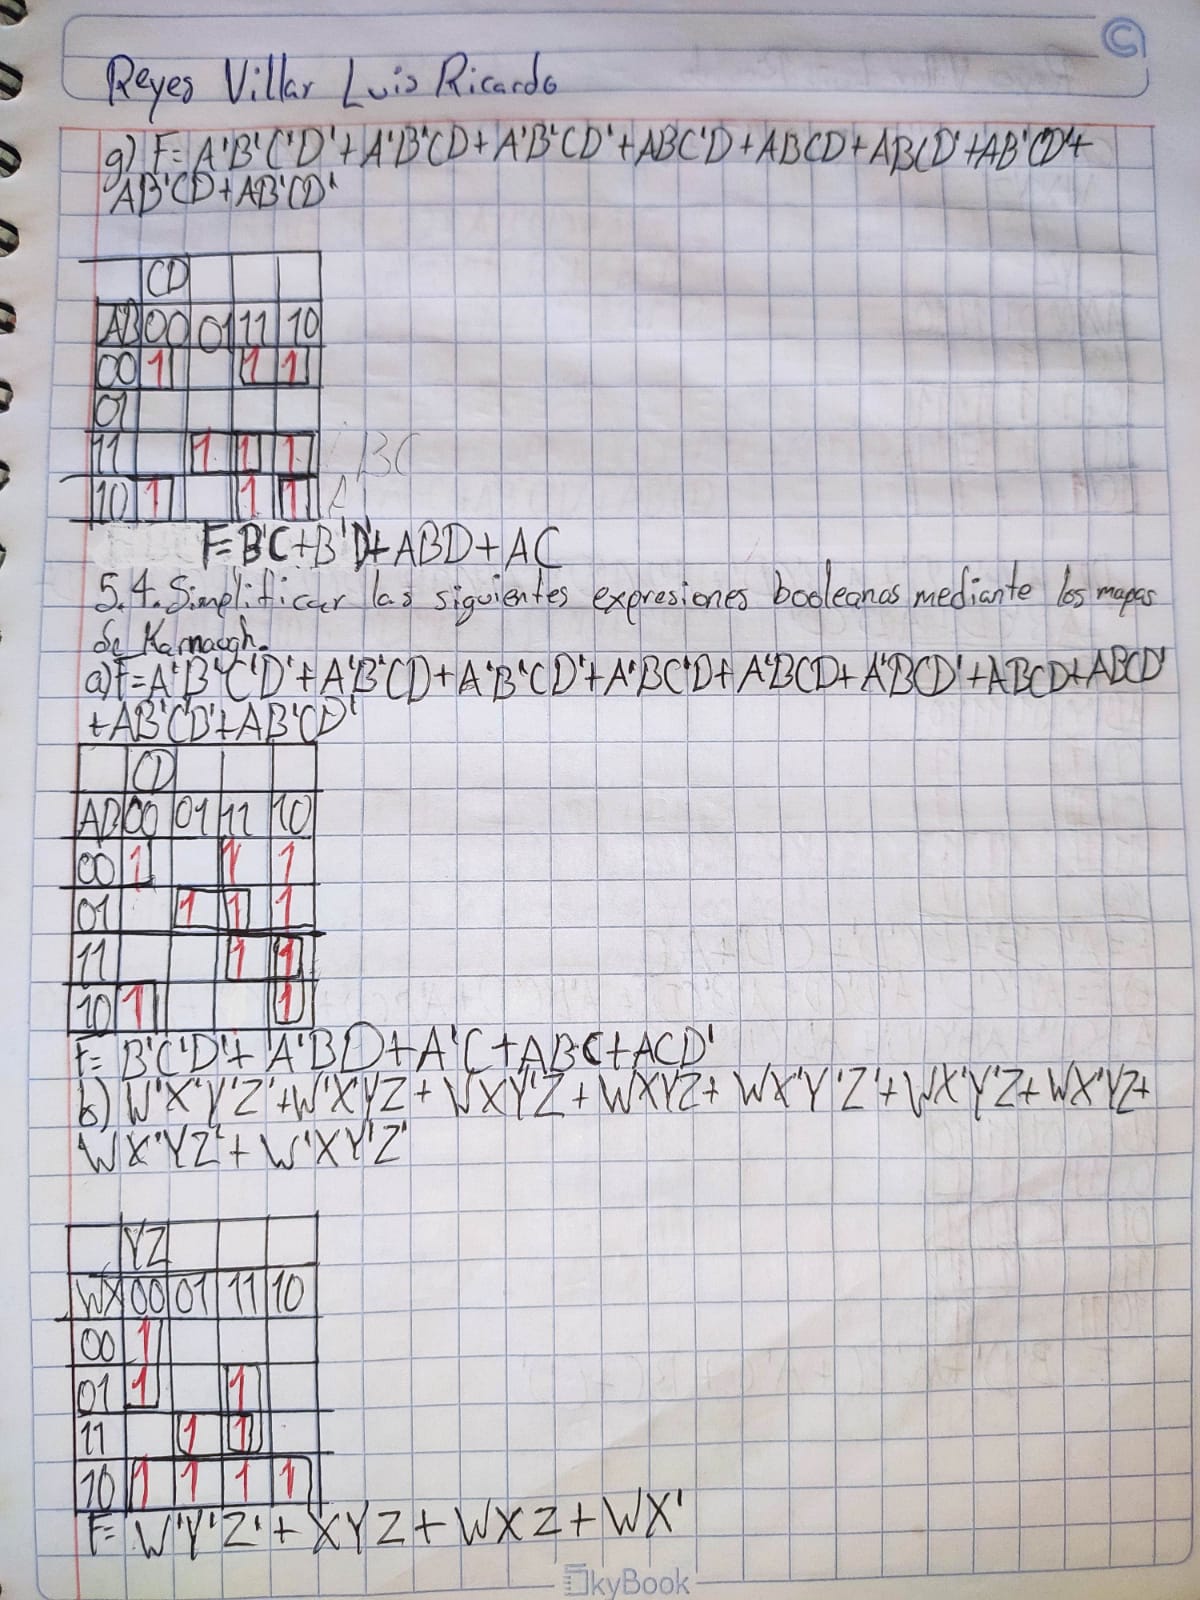 Reyes Villar Luis Ricardo
g) F= A'B'C'D'+A'B'CD+A'B'CD'+ABC'D+ABCD+ABCD'+AB'C'D'+
AB'CD+AB'CD'
CD
AB 00 01 11 10
00 1 1 1
01
11 1 1 1 BC
10 1 1 1
F=B'C+B'D'+ABD+AC
5.4. Simplificar las siguientes expresiones booleanas mediante los mapas
de Karnaogh.
a) F=A'B'C'D'+A'B'CD+A'B'CD'+A'BC'D+A'BCD+A'BCD'+ABCD+ABCD'
+AB'C'D'+AB'CD'
CD
AB 00 01 11 10
00 1 1 1
01 1 1 1
11 1 1
10 1 1
F= B'C'D'+A'BD+A'C+ABC+ACD'
b) W'X'Y'Z'+W'XYZ+WXY'Z+WXYZ+WX'Y'Z'+WX'Y'Z+WX'YZ+
WX'YZ'+W'XY'Z'
YZ
WX 00 01 11 10
00 1
01 1 1
11 1 1
10 1 1 1 1
F= W'Y'Z'+XYZ+WXZ+WX'
SkyBook